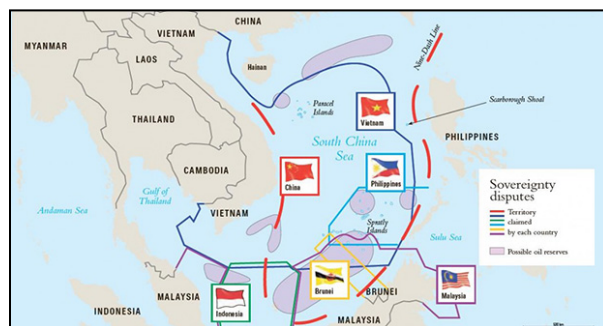 VIETNAM
CHINA
MYANMAR
LAOS
Hainan
Nine-Dash Line
Paracel
Islands
Scarborough Shoal
THAILAND
Vietnam
South China
Sea
PHILIPPINES
China
Philippines
CAMBODIA
Gulf of
Thailand
Andaman Sea
VIETNAM
Spratly
Islands
Sulu Sea
Sovereignty
disputes
Territory
claimed
by each country
Possible oil reserves
MALAYSIA
Indonesia
Brunei
BRUNEI
Malaysia
INDONESIA
MALAYSIA